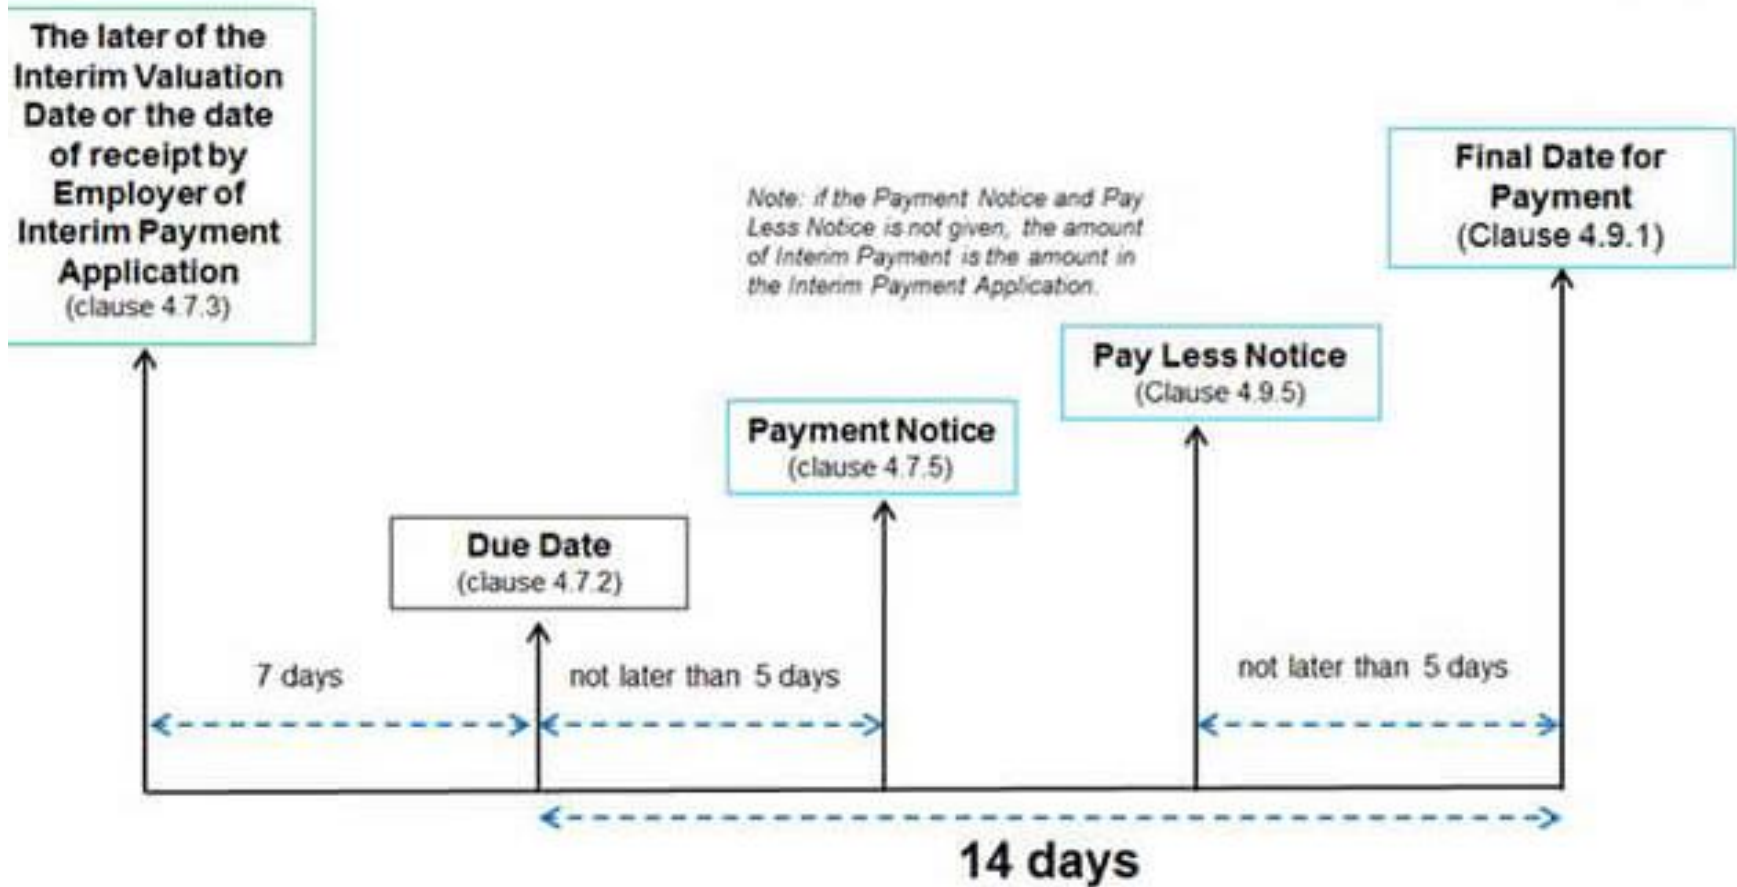 The later of the
Interim Valuation
Date or the date
of receipt by
Employer of
Interim Payment
Application
(clause 4.7.3)
Note: if the Payment Notice and Pay
Less Notice is not given, the amount
of Interim Payment is the amount in
the Interim Payment Application.
Final Date for
Payment
(Clause 4.9.1)
Pay Less Notice
(Clause 4.9.5)
Payment Notice
(clause 4.7.5)
Due Date
(clause 4.7.2)
7 days
not later than 5 days
not later than 5 days
14 days